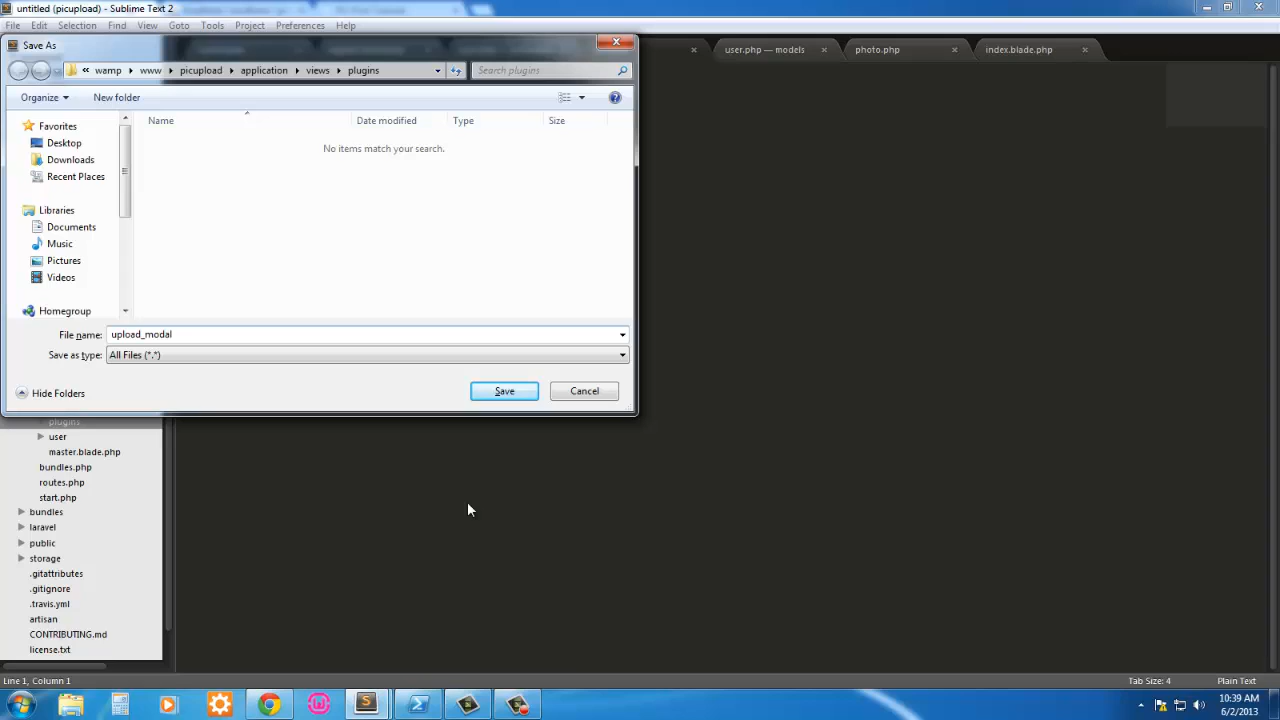 untitled (picupload) - Sublime Text 2
File Edit Selection Find View Goto Tools Project Preferences Help
Save As
user.php — models photo.php index.blade.php
« wamp www picupload application views plugins Search plugins
Organize New folder
Name Date modified Type Size
No items match your search.
Favorites
Desktop
Downloads
Recent Places
Libraries
Documents
Music
Pictures
Videos
Homegroup
File name: upload_modal
Save as type: All Files (*.*)
Hide Folders Save Cancel
plugins
user
master.blade.php
bundles.php
routes.php
start.php
bundles
laravel
public
storage
.gitattributes
.gitignore
.travis.yml
artisan
CONTRIBUTING.md
license.txt
Line 1, Column 1 Tab Size: 4 Plain Text
10:39 AM
6/2/2013